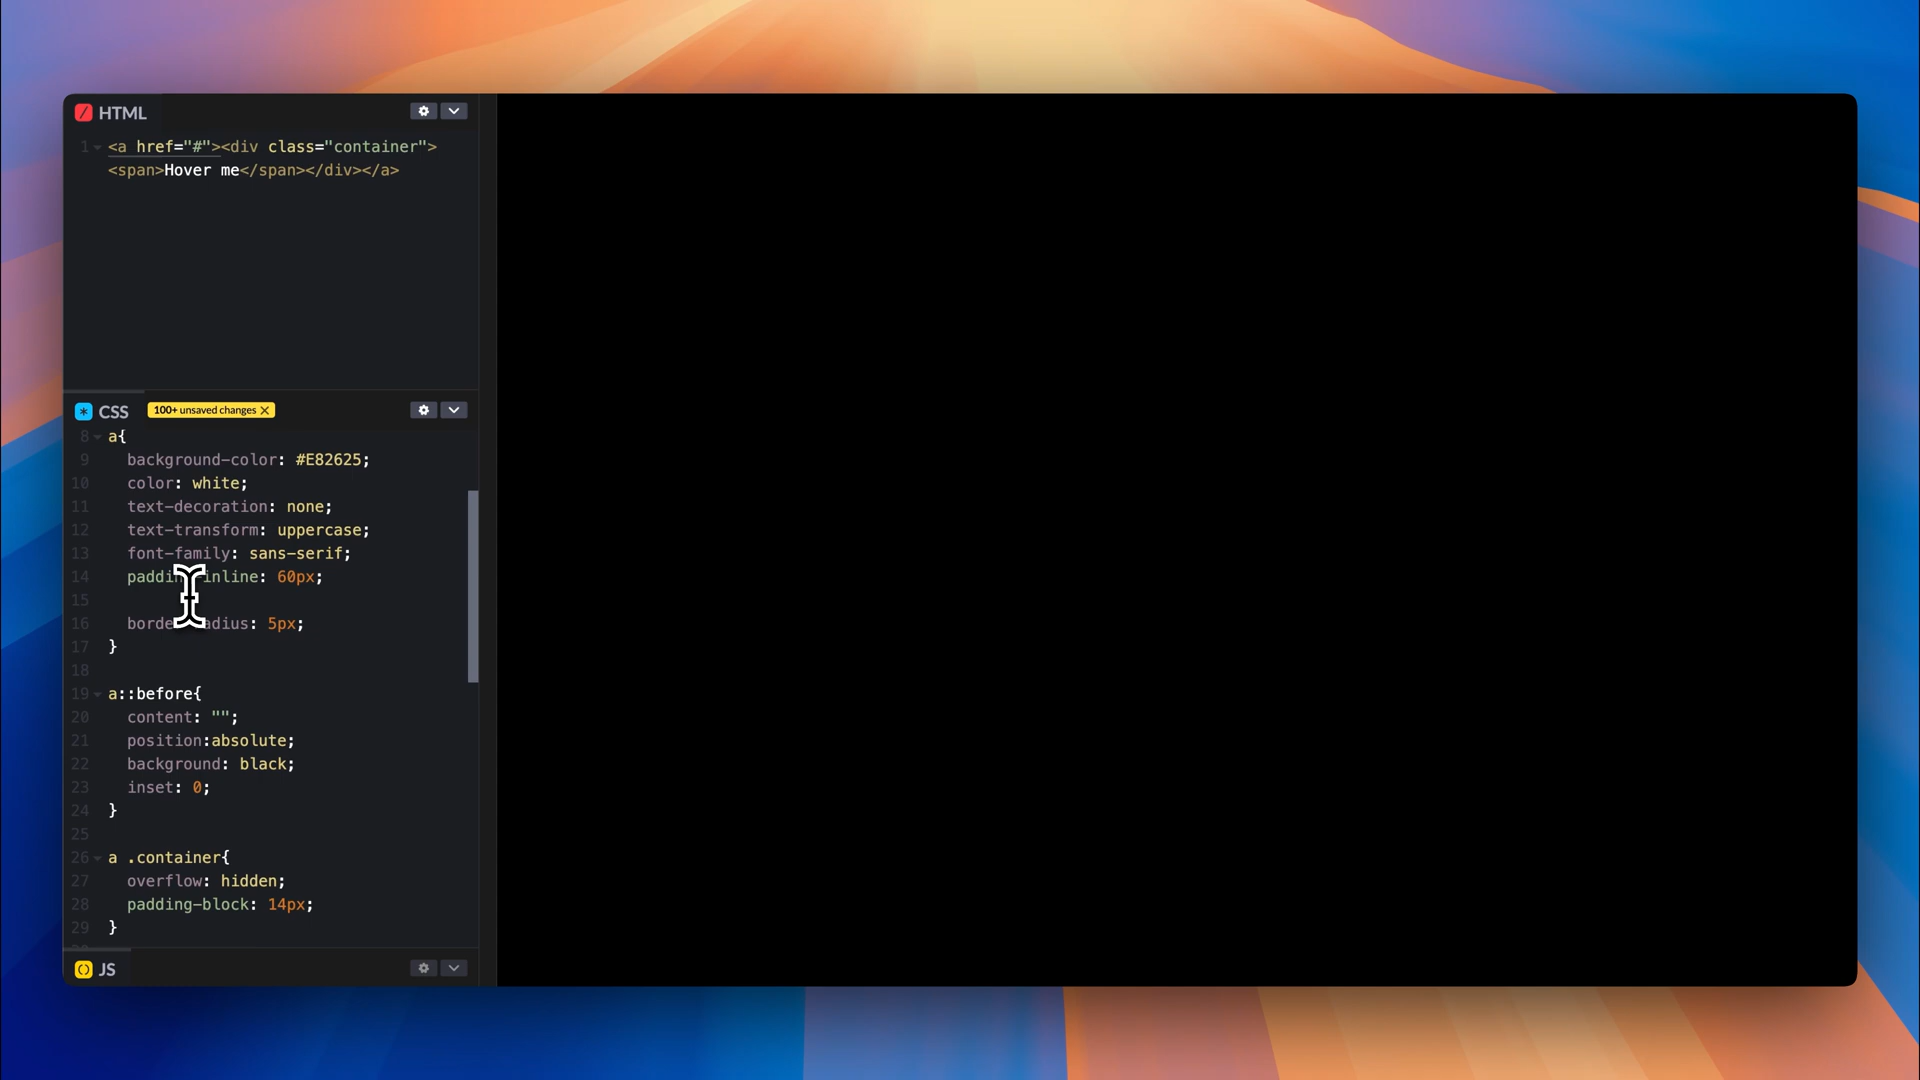 HTML
1 <a href="#"><div class="container">
<span>Hover me</span></div></a>
CSS 100+ unsaved changes ×
8 a{
9 background-color: #E82625;
10 color: white;
11 text-decoration: none;
12 text-transform: uppercase;
13 font-family: sans-serif;
14 inline: 60px;
15
16 5px;
17 }
18
19 a::before{
20 content: "";
21 position:absolute;
22 background: black;
23 inset: 0;
24 }
25
26 a .container{
27 overflow: hidden;
28 padding-block: 14px;
29 }
JS